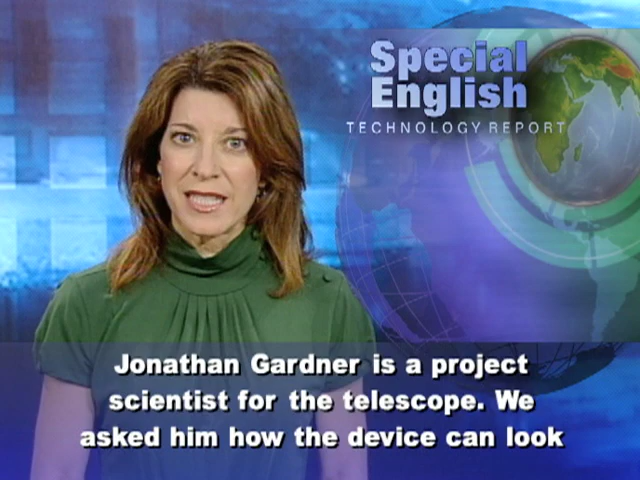 Special
English
TECHNOLOGY REPORT
Jonathan Gardner is a project
scientist for the telescope. We
asked him how the device can look